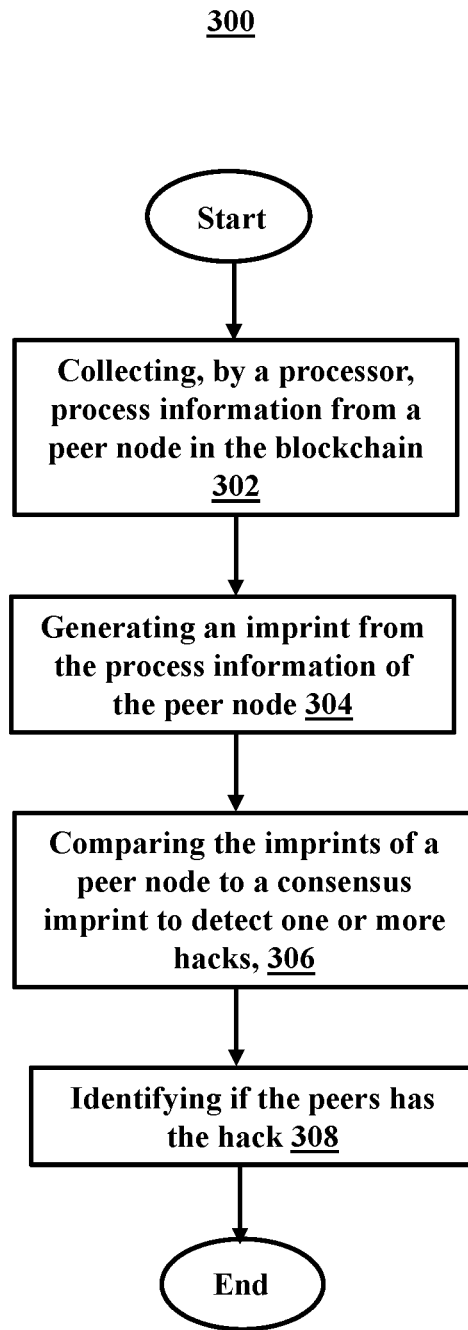 300
Start
Collecting, by a processor,
process information from a
peer node in the blockchain
302
Generating an imprint from
the process information of
the peer node 304
Comparing the imprints of a
peer node to a consensus
imprint to detect one or more
hacks, 306
Identifying if the peers has
the hack 308
End